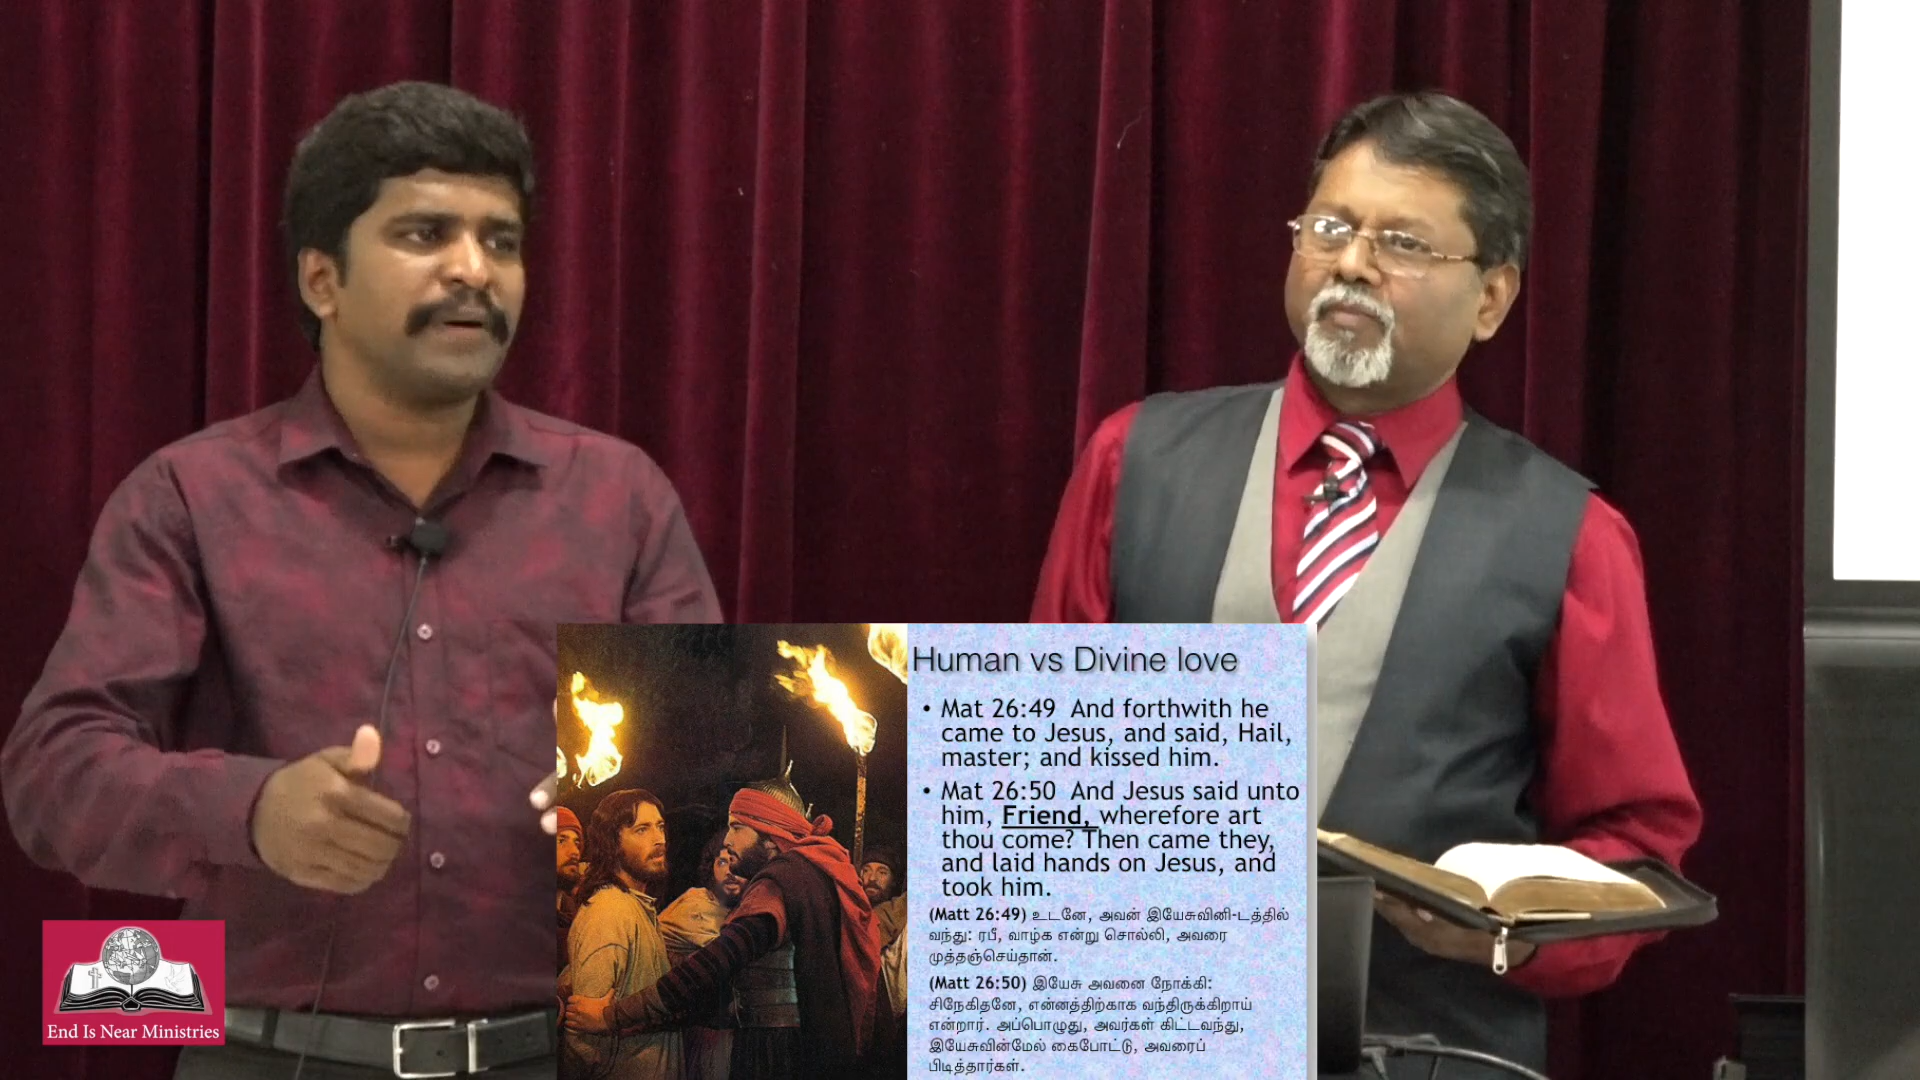 Human vs Divine love
• Mat 26:49 And forthwith he
came to Jesus, and said, Hail,
master; and kissed him.
• Mat 26:50 And Jesus said unto
him, Friend, wherefore art
thou come? Then came they,
and laid hands on Jesus, and
took him.
(Matt 26:49) உடனே, அவன் இயேசுவினி-டத்தில்
வந்து: ரபீ, வாழ்க என்று சொல்லி, அவரை
முத்தஞ்செய்தான்.
(Matt 26:50) இயேசு அவனை நோக்கி:
சிநேகிதனே, என்னத்திற்காக வந்திருக்கிறாய்
என்றார். அப்பொழுது, அவர்கள் கிட்டவந்து,
இயேசுவின்மேல் கைபோட்டு, அவரைப்
பிடித்தார்கள்.
End Is Near Ministries